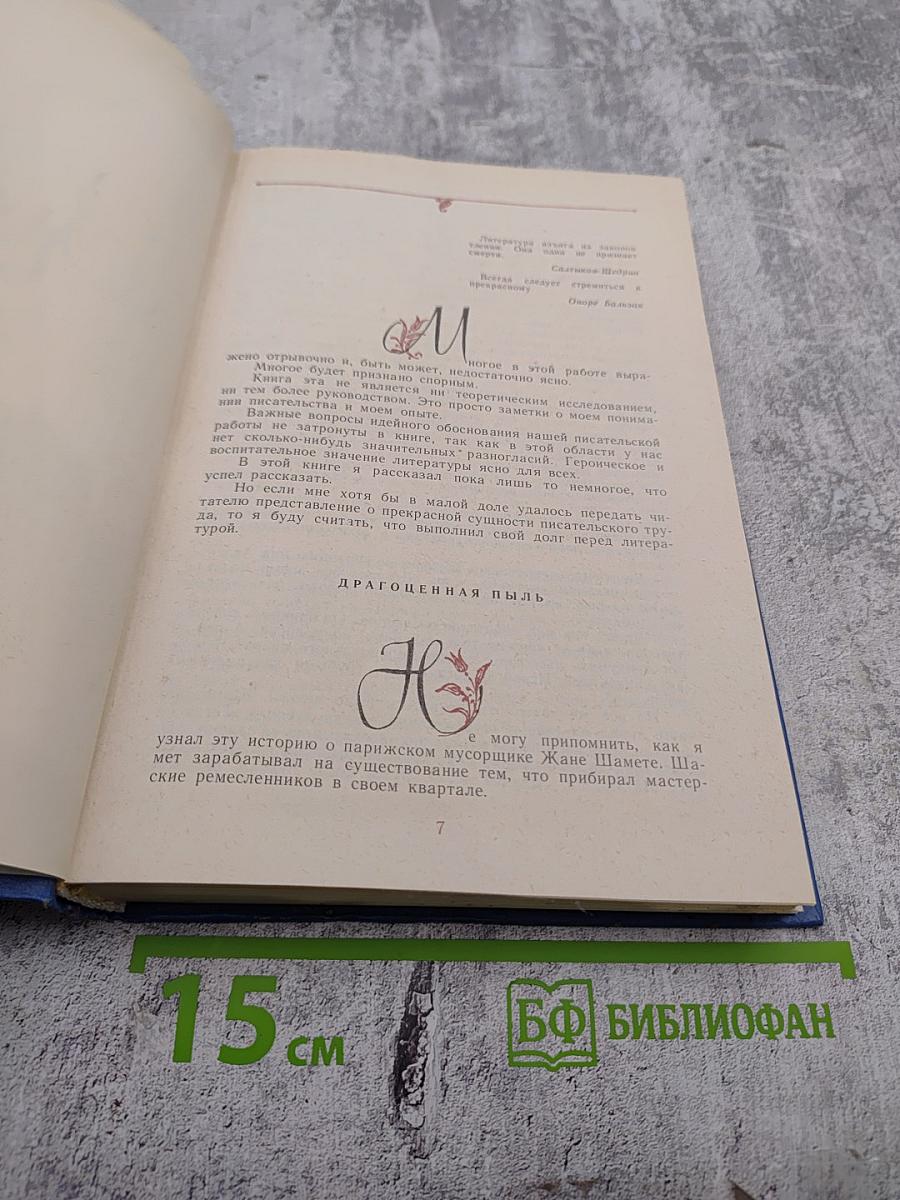 Литература изъята из законов
тления. Она одна не признает
смерти.
Салтыков-Щедрин
Всегда следует стремиться к
прекрасному
Оноре Бальзак
Многое в этой работе выра-
жено отрывочно и, быть может, недостаточно ясно.
Многое будет признано спорным.
Книга эта не является ни теоретическим исследованием,
ни тем более руководством. Это просто заметки о моем понима-
нии писательства и моем опыте.
Важные вопросы идейного обоснования нашей писательской
работы не затронуты в книге, так как в этой области у нас
нет сколько-нибудь значительных разногласий. Героическое и
воспитательное значение литературы ясно для всех.
В этой книге я рассказал пока лишь то немногое, что
успел рассказать.
Но если мне хотя бы в малой доле удалось передать чи-
тателю представление о прекрасной сущности писательского тру-
да, то я буду считать, что выполнил свой долг перед литера-
турой.
ДРАГОЦЕННАЯ ПЫЛЬ
Не могу припомнить, как я
узнал эту историю о парижском мусорщике Жане Шамете. Ша-
мет зарабатывал на существование тем, что прибирал мастер-
ские ремесленников в своем квартале.
7
15 см
БФ БИБЛИОФАН